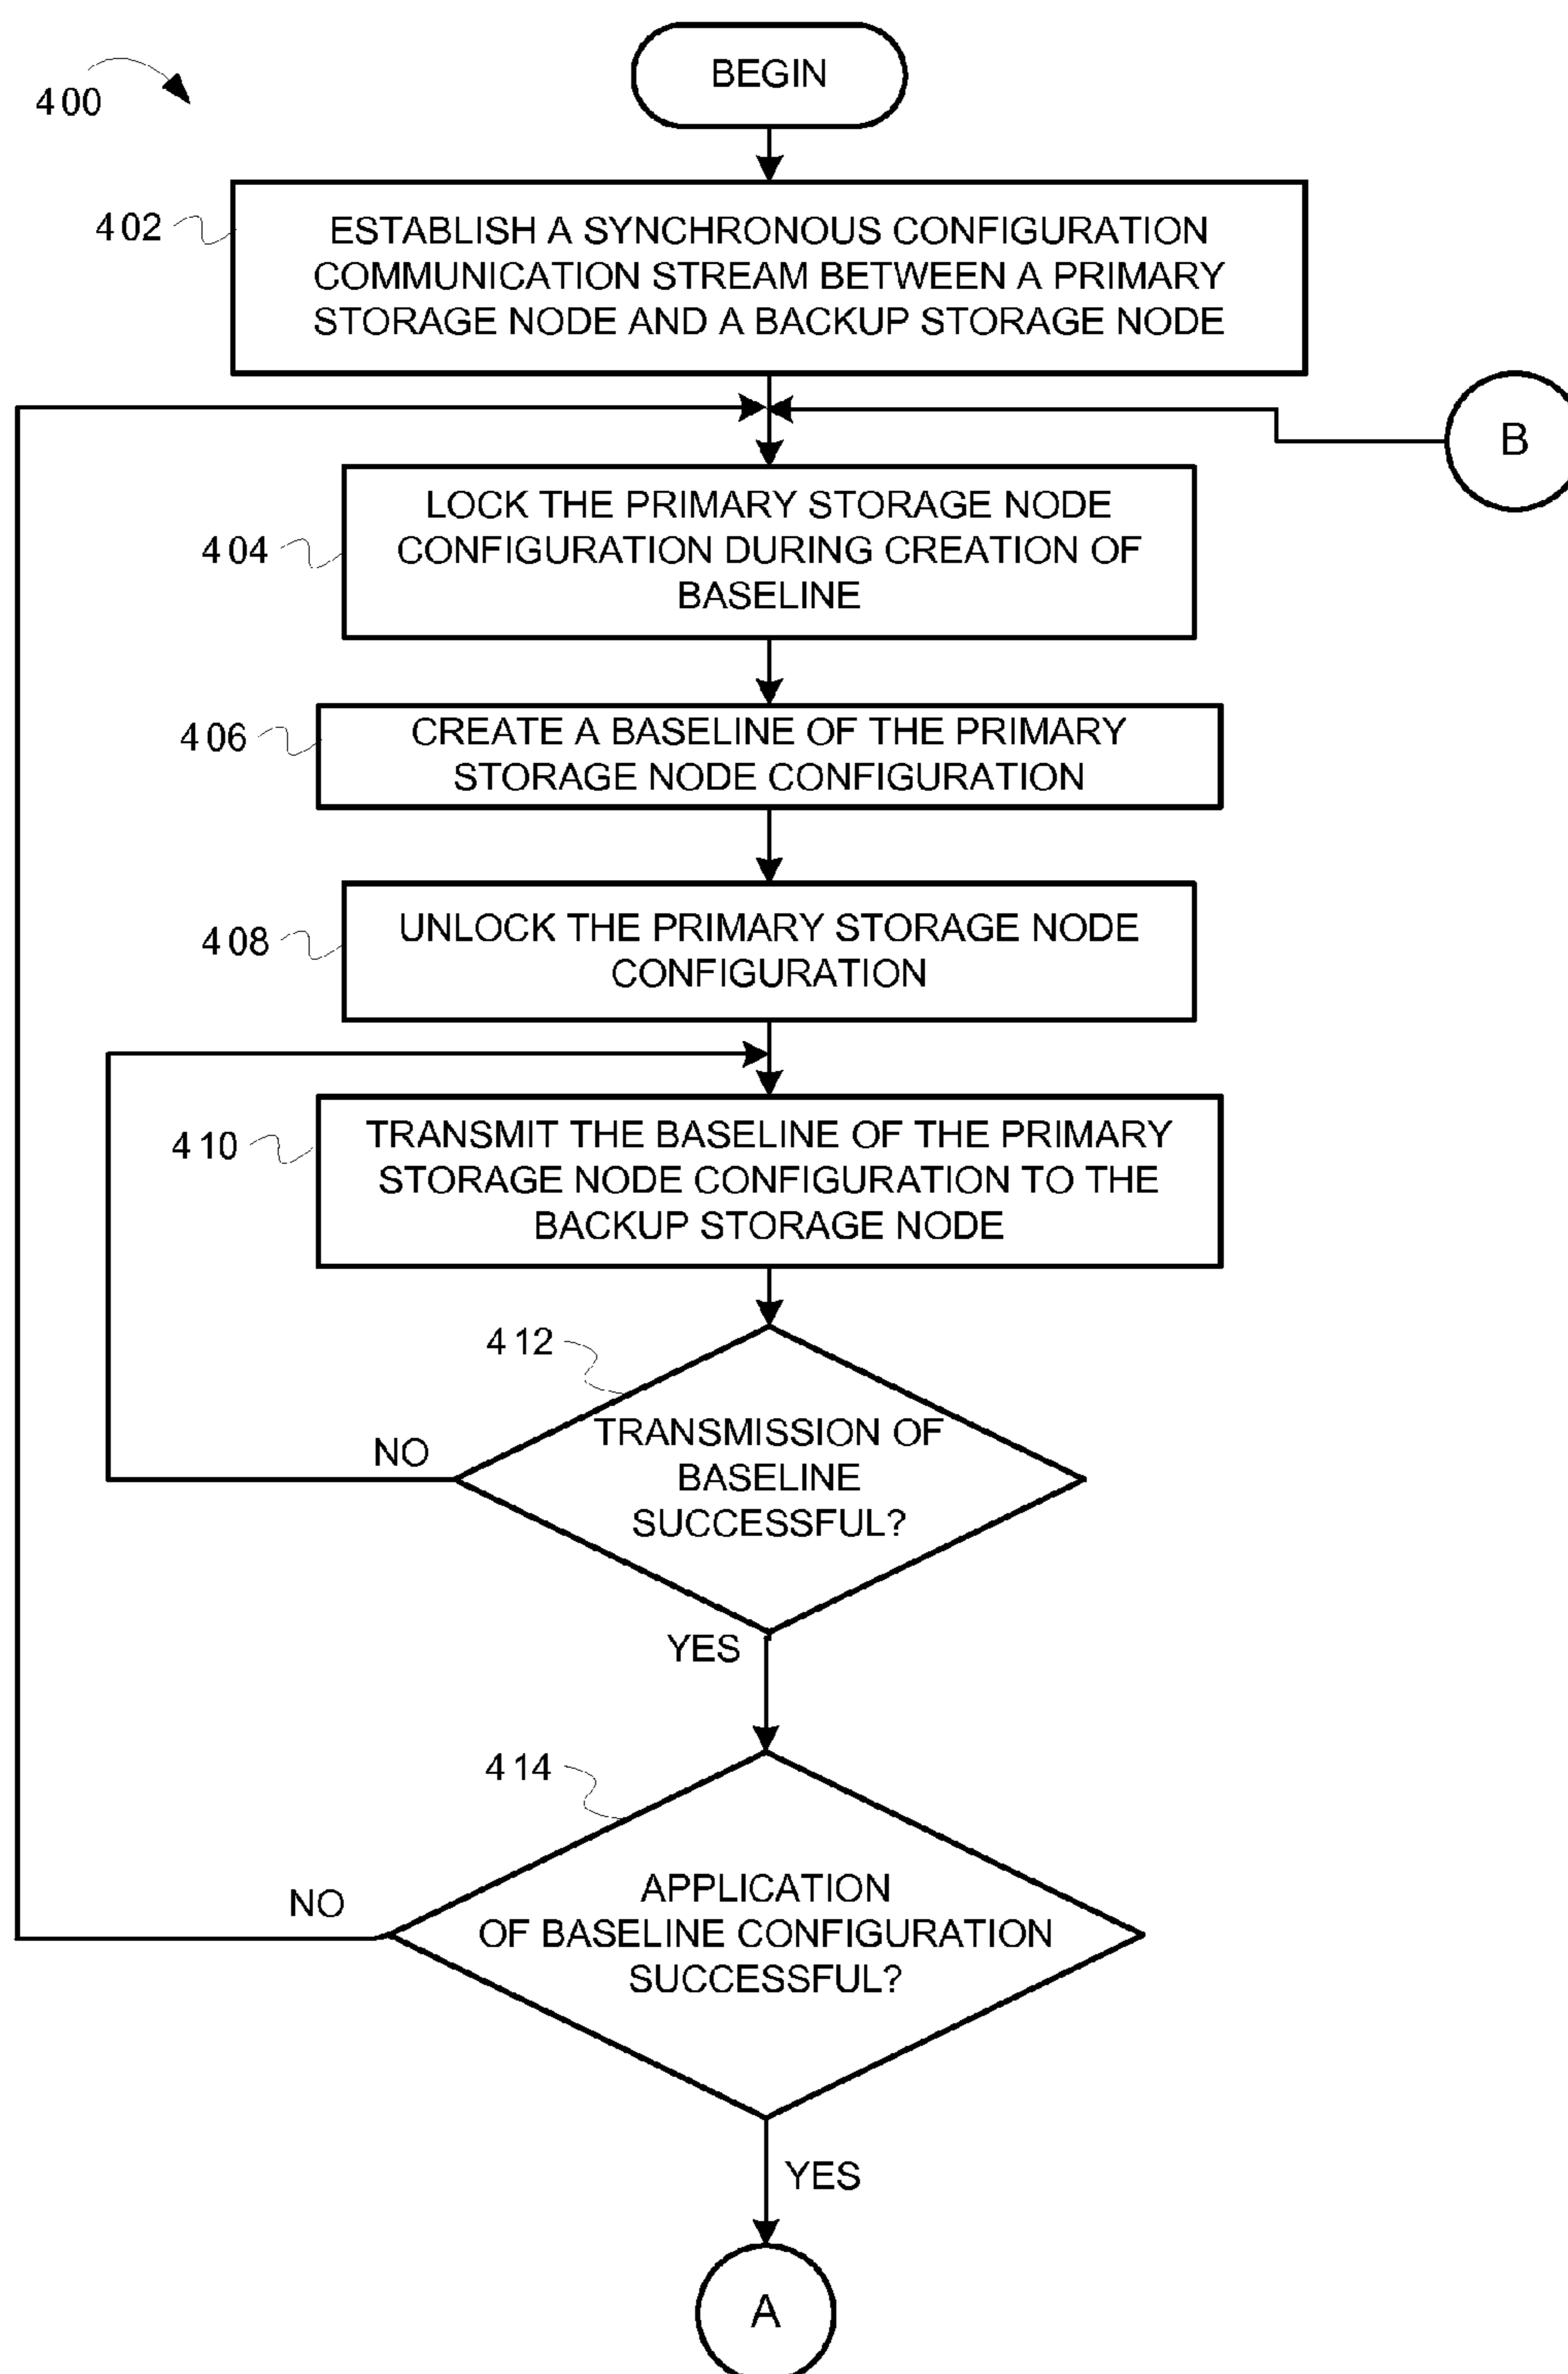 400
BEGIN
402
ESTABLISH A SYNCHRONOUS CONFIGURATION
COMMUNICATION STREAM BETWEEN A PRIMARY
STORAGE NODE AND A BACKUP STORAGE NODE
B
404
LOCK THE PRIMARY STORAGE NODE
CONFIGURATION DURING CREATION OF
BASELINE
406
CREATE A BASELINE OF THE PRIMARY
STORAGE NODE CONFIGURATION
408
UNLOCK THE PRIMARY STORAGE NODE
CONFIGURATION
410
TRANSMIT THE BASELINE OF THE PRIMARY
STORAGE NODE CONFIGURATION TO THE
BACKUP STORAGE NODE
412
TRANSMISSION OF
BASELINE
SUCCESSFUL?
NO
YES
414
APPLICATION
OF BASELINE CONFIGURATION
SUCCESSFUL?
NO
YES
A